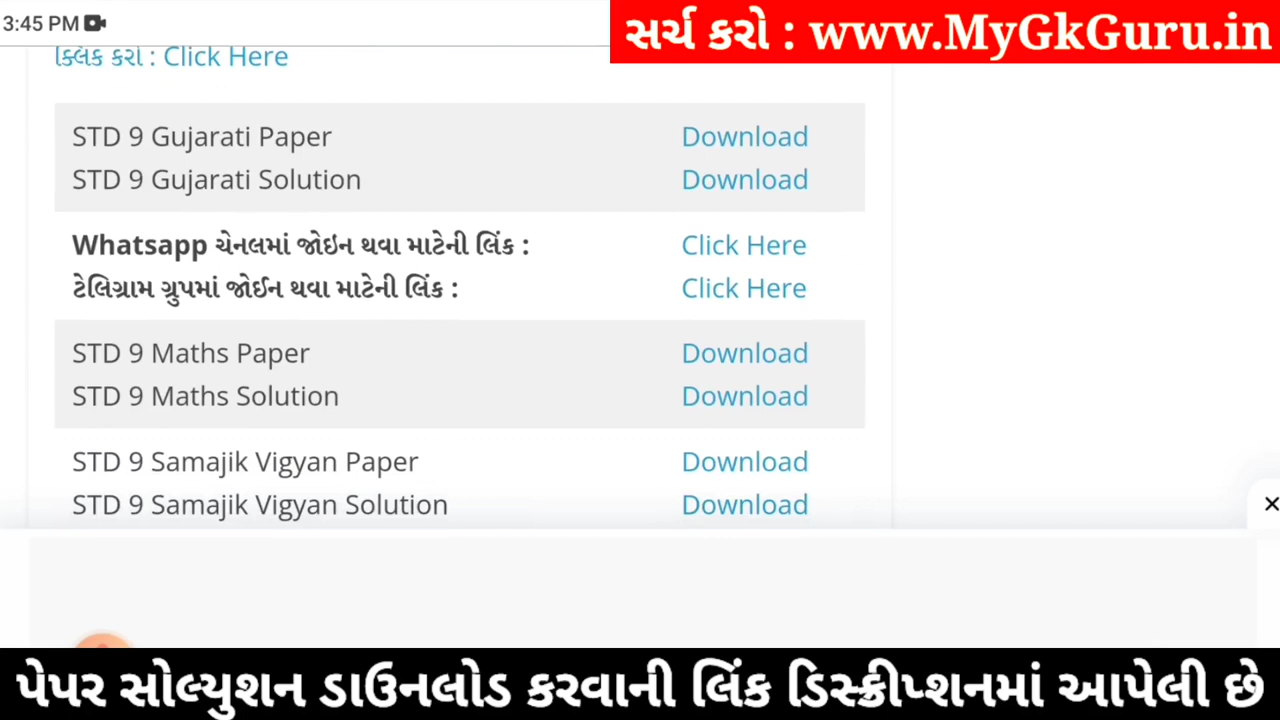 3:45 PM
સર્ચ કરો : www.MyGkGuru.in
ક્લિક કરો : Click Here
STD 9 Gujarati Paper Download
STD 9 Gujarati Solution Download
Whatsapp ચેનલમાં જોઇન થવા માટેની લિંક : Click Here
ટેલિગ્રામ ગ્રુપમાં જોઈન થવા માટેની લિંક : Click Here
STD 9 Maths Paper Download
STD 9 Maths Solution Download
STD 9 Samajik Vigyan Paper Download
STD 9 Samajik Vigyan Solution Download
પેપર સોલ્યુશન ડાઉનલોડ કરવાની લિંક ડિસ્ક્રીપ્શનમાં આપેલી છે